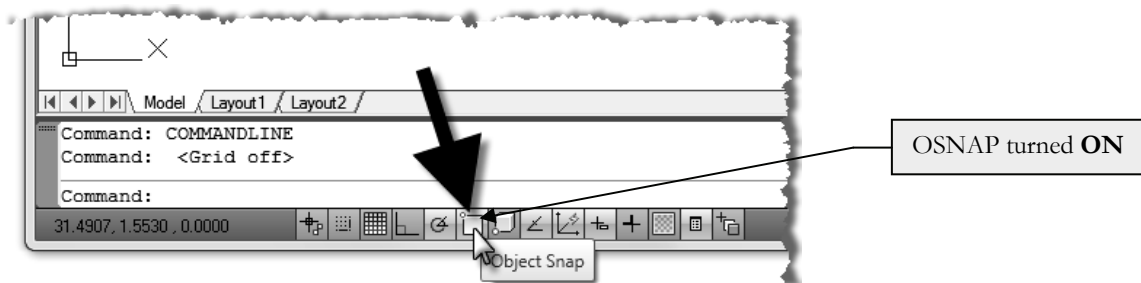 X
Model Layout1 Layout2
Command: COMMANDLINE
Command: <Grid off>
Command:
31.4907, 1.5530 , 0.0000
Object Snap
OSNAP turned ON